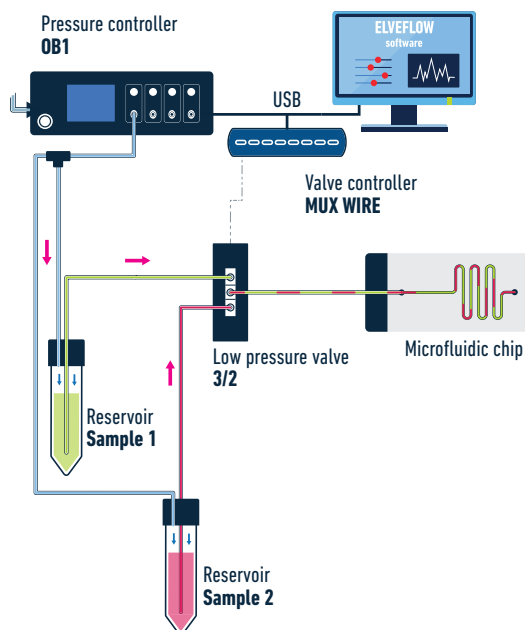 Pressure controller
OB1
ELVEFLOW
software
USB
Valve controller
MUX WIRE
Low pressure valve
3/2
Microfluidic chip
Reservoir
Sample 1
Reservoir
Sample 2